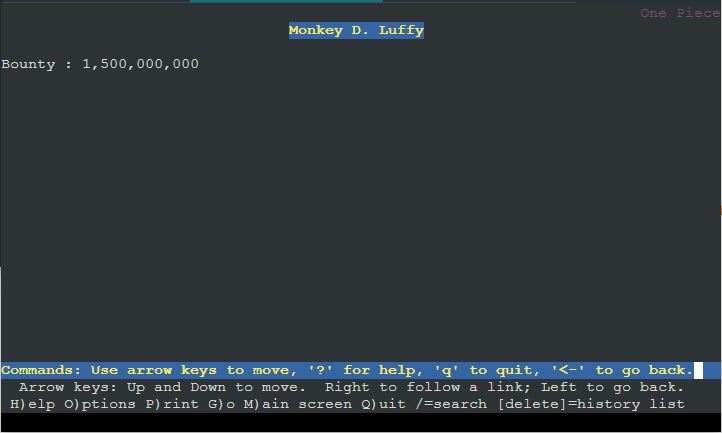 One Piece
Monkey D. Luffy
Bounty : 1,500,000,000
Commands: Use arrow keys to move, '?' for help, 'q' to quit, '<-' to go back.
Arrow keys: Up and Down to move.  Right to follow a link; Left to go back.
H)elp O)ptions P)rint G)o M)ain screen Q)uit /=search [delete]=history list